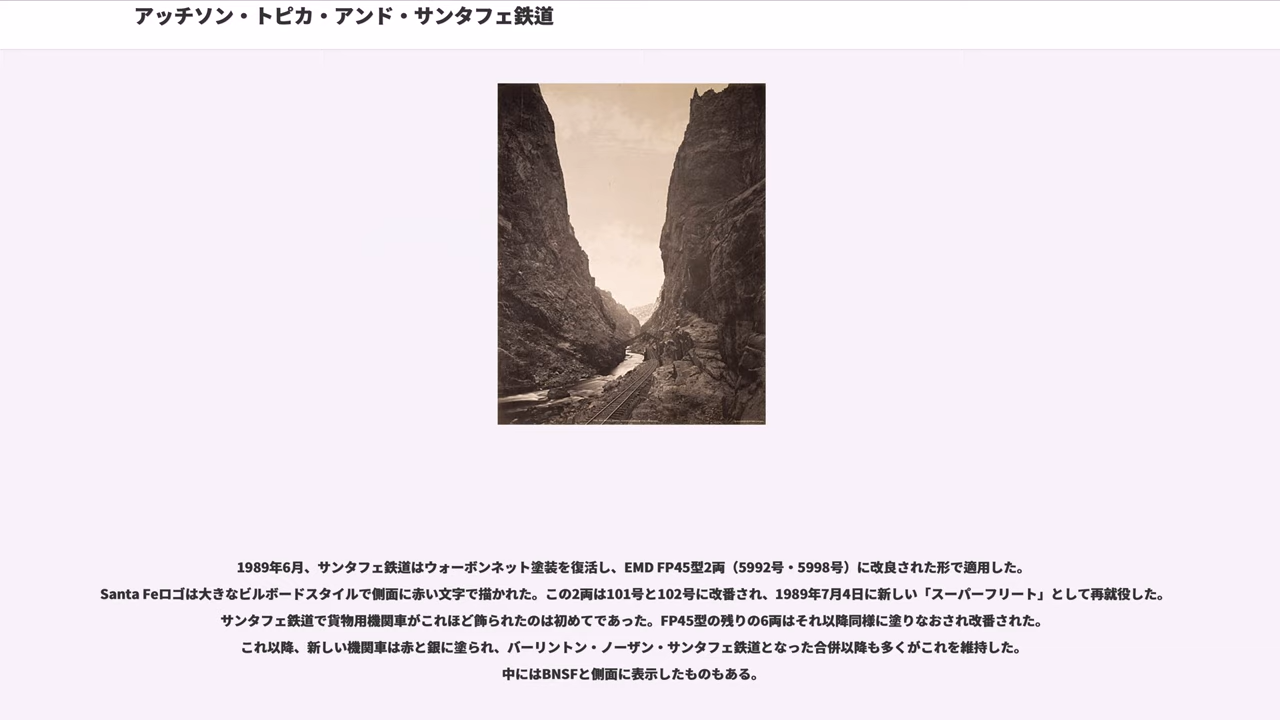 アッチソン・トピカ・アンド・サンタフェ鉄道
1989年6月、サンタフェ鉄道はウォーボンネット塗装を復活し、EMD FP45型2両（5992号・5998号）に改良された形で適用した。
Santa Feロゴは大きなビルボードスタイルで側面に赤い文字で描かれた。この2両は101号と102号に改番され、1989年7月4日に新しい「スーパーフリート」として再就役した。
サンタフェ鉄道で貨物用機関車がこれほど飾られたのは初めてであった。FP45型の残りの6両はそれ以降同様に塗りなおされ改番された。
これ以降、新しい機関車は赤と銀に塗られ、バーリントン・ノーザン・サンタフェ鉄道となった合併以降も多くがこれを維持した。
中にはBNSFと側面に表示したものもある。